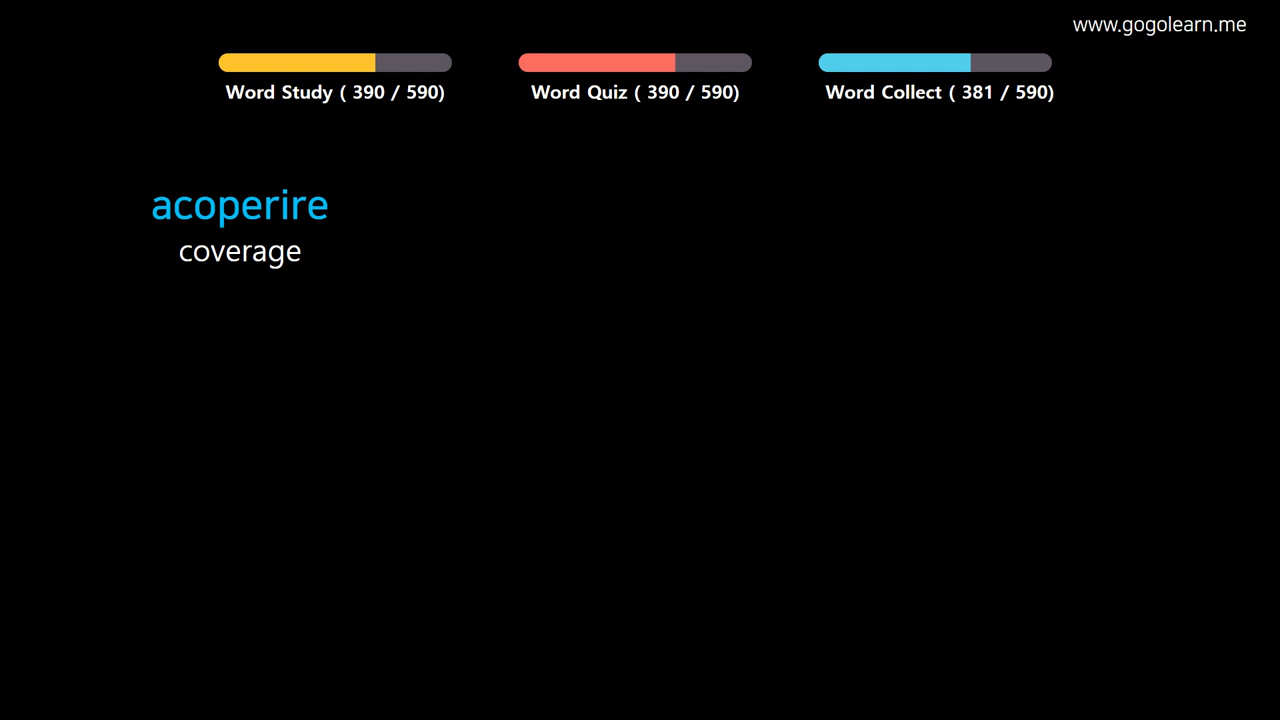 www.gogolearn.me
Word Study ( 390 / 590)
Word Quiz ( 390 / 590)
Word Collect ( 381 / 590)
acoperire
coverage